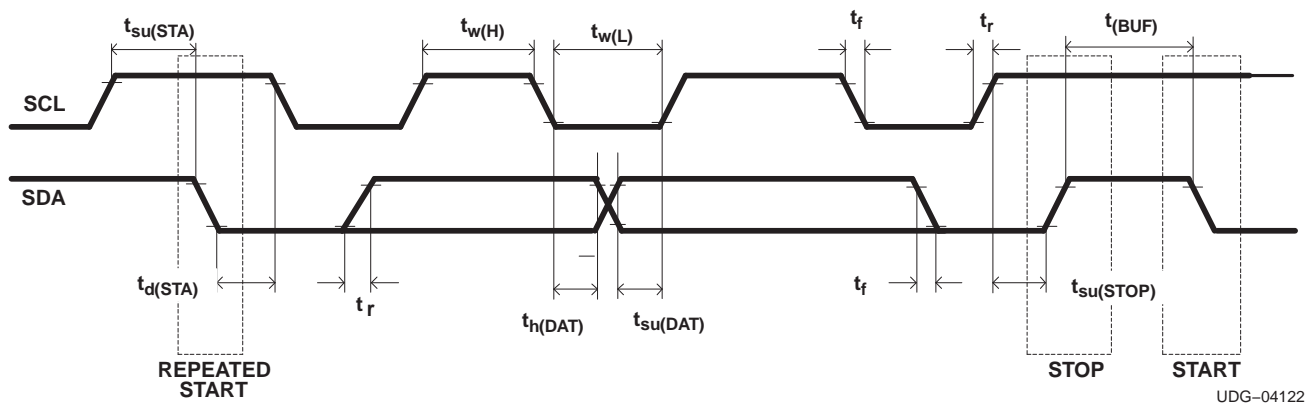 tsu(STA)
tw(H)
tw(L)
tf
tr
t(BUF)
SCL
SDA
td(STA)
tr
th(DAT)
tsu(DAT)
tf
tsu(STOP)
REPEATED
START
STOP
START
UDG–04122